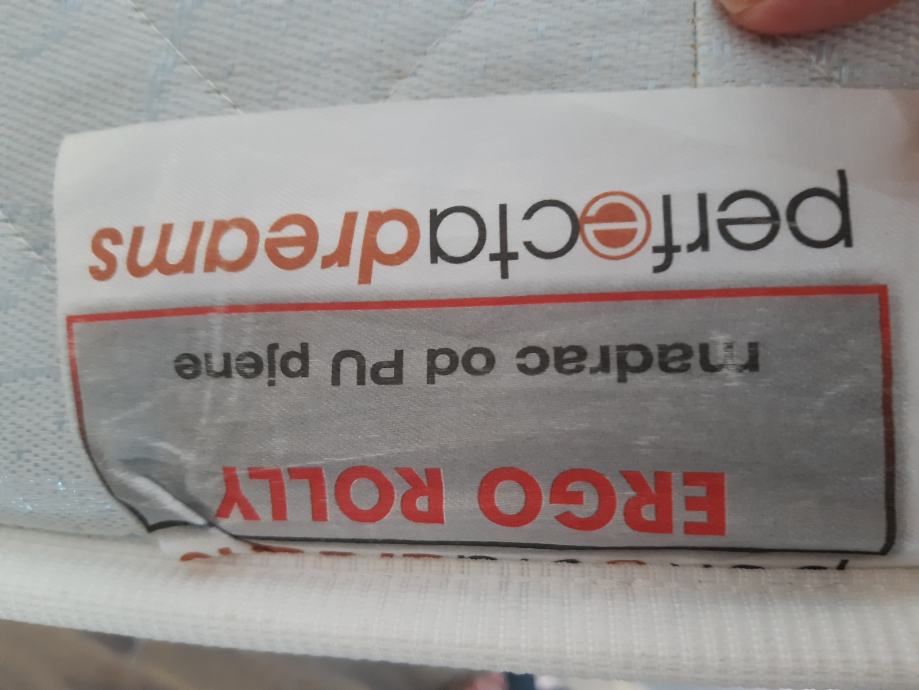 perfectadreams
madrac od PU pjene
ERGO ROLLY